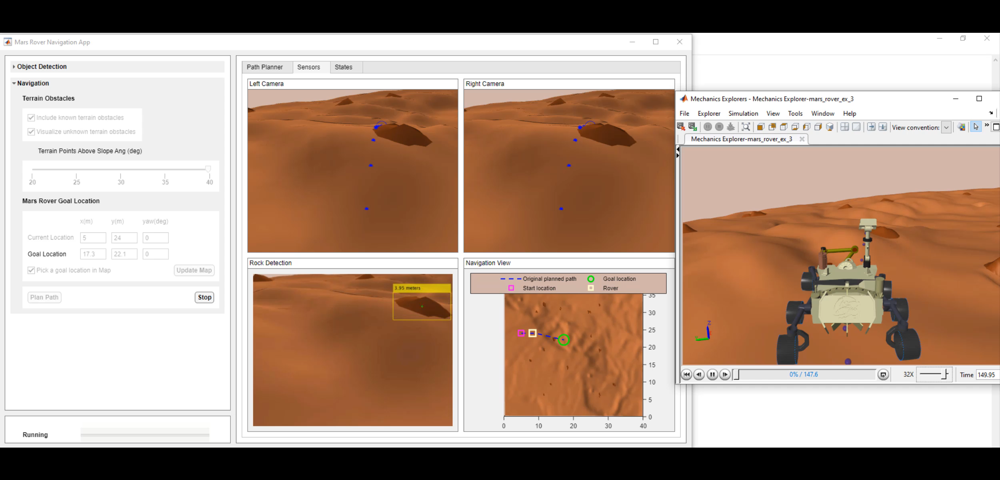 Mars Rover Navigation App
Object Detection
Navigation
Terrain Obstacles
Include known terrain obstacles
Visualize unknown terrain obstacles
Terrain Points Above Slope Ang (deg)
20 25 30 35 40
Mars Rover Goal Location
x(m) y(m) yaw(deg)
Current Location 5 24 0
Goal Location 17.3 22.1 0
Pick a goal location in Map Update Map
Plan Path Stop
Running
Path Planner Sensors States
Left Camera
Right Camera
Rock Detection
3.95 meters
Navigation View
Original planned path Goal location
Start location Rover
35
30
25
20
15
10
5
0
0 10 20 30 40
Mechanics Explorers - Mechanics Explorer-mars_rover_ex_3
File Explorer Simulation View Tools Window Help
View convention:
Mechanics Explorer-mars_rover_ex_3
Z
0% / 147.6 32X Time 149.95